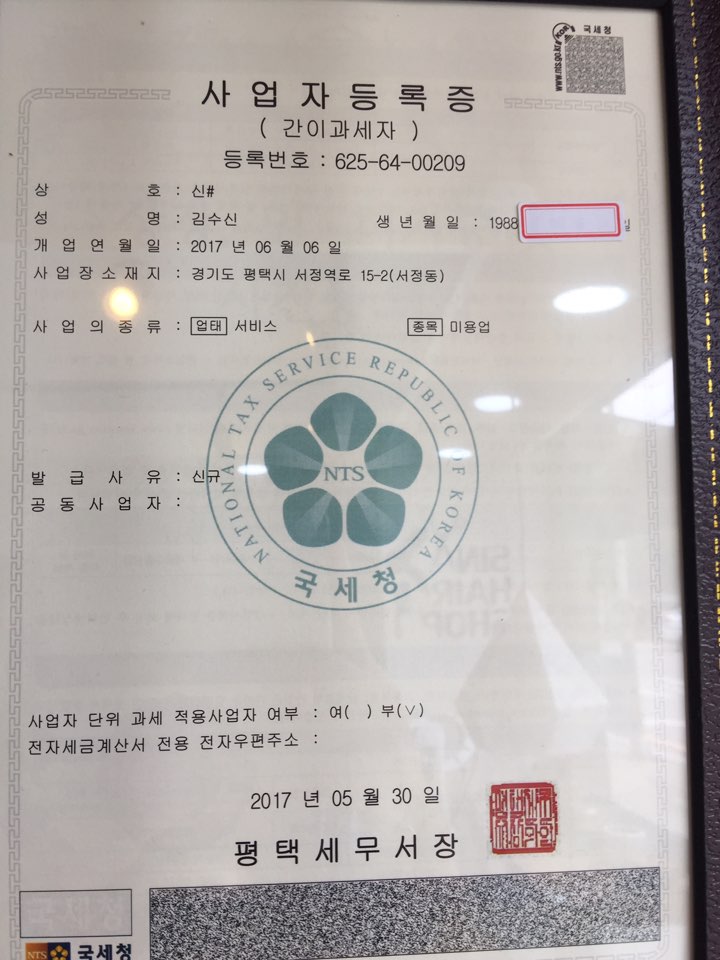 국세청
www.nts.go.kr
사업자등록증
( 간이과세자 )
등록번호 : 625-64-00209
상 호 : 신#
성 명 : 김수신 생 년 월 일 : 1988
개 업 연 월 일 : 2017 년 06 월 06 일
사 업 장 소 재 지 : 경기도 평택시 서정역로 15-2(서정동)
사 업 의 종 류 : 업태 서비스 종목 미용업
NATIONAL TAX SERVICE REPUBLIC OF KOREA
NTS
국세청
발 급 사 유 : 신규
공 동 사 업 자 :
사업자 단위 과세 적용사업자 여부 : 여( ) 부(∨)
전자세금계산서 전용 전자우편주소 :
2017 년 05 월 30 일
평택세무서장
NTS 국세청